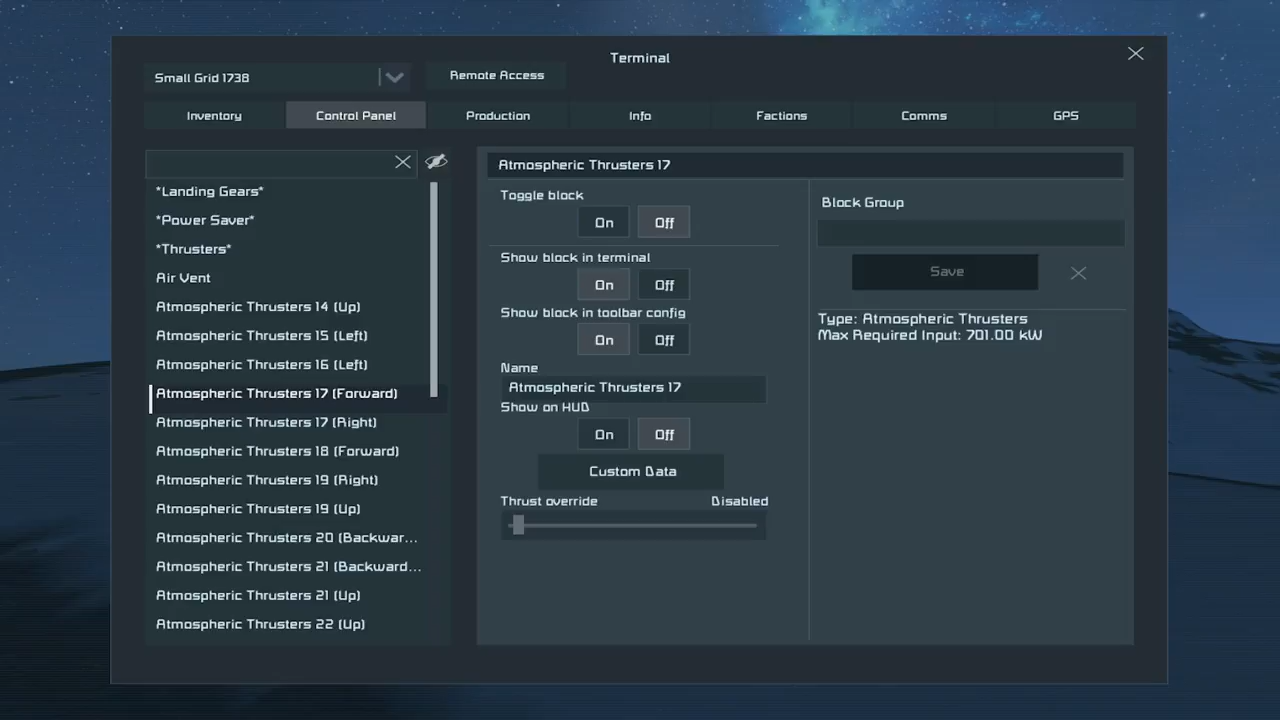 Terminal
Small Grid 1738
Remote Access
Inventory
Control Panel
Production
Info
Factions
Comms
GPS
*Landing Gears*
*Power Saver*
*Thrusters*
Air Vent
Atmospheric Thrusters 14 (Up)
Atmospheric Thrusters 15 (Left)
Atmospheric Thrusters 16 (Left)
Atmospheric Thrusters 17 (Forward)
Atmospheric Thrusters 17 (Right)
Atmospheric Thrusters 18 (Forward)
Atmospheric Thrusters 19 (Right)
Atmospheric Thrusters 19 (Up)
Atmospheric Thrusters 20 (Backwar...
Atmospheric Thrusters 21 (Backward...
Atmospheric Thrusters 21 (Up)
Atmospheric Thrusters 22 (Up)
Atmospheric Thrusters 17
Toggle block
On Off
Show block in terminal
On Off
Show block in toolbar config
On Off
Name
Atmospheric Thrusters 17
Show on HUD
On Off
Custom Data
Thrust override Disabled
Block Group
Save
Type: Atmospheric Thrusters
Max Required Input: 701.00 kW